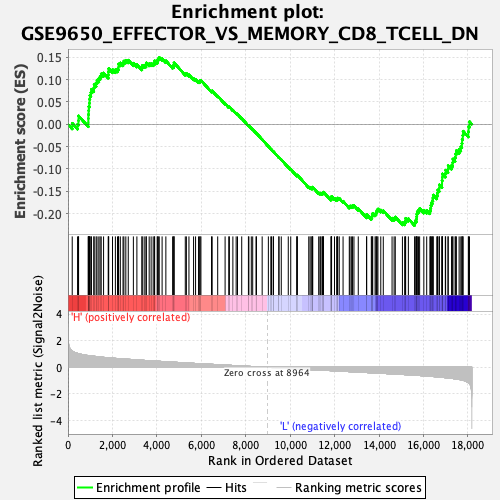 Enrichment plot:
GSE9650_EFFECTOR_VS_MEMORY_CD8_TCELL_DN
Enrichment score (ES)
0.15
0.10
0.05
0.00
-0.05
-0.10
-0.15
-0.20
'H' (positively correlated)
Ranked list metric (Signal2Noise)
4
2
0
-2
-4
Zero cross at 8964
'L' (negatively correlated)
0
2,000
4,000
6,000
8,000
10,000
12,000
14,000
16,000
18,000
Rank in Ordered Dataset
Enrichment profile
Hits
Ranking metric scores